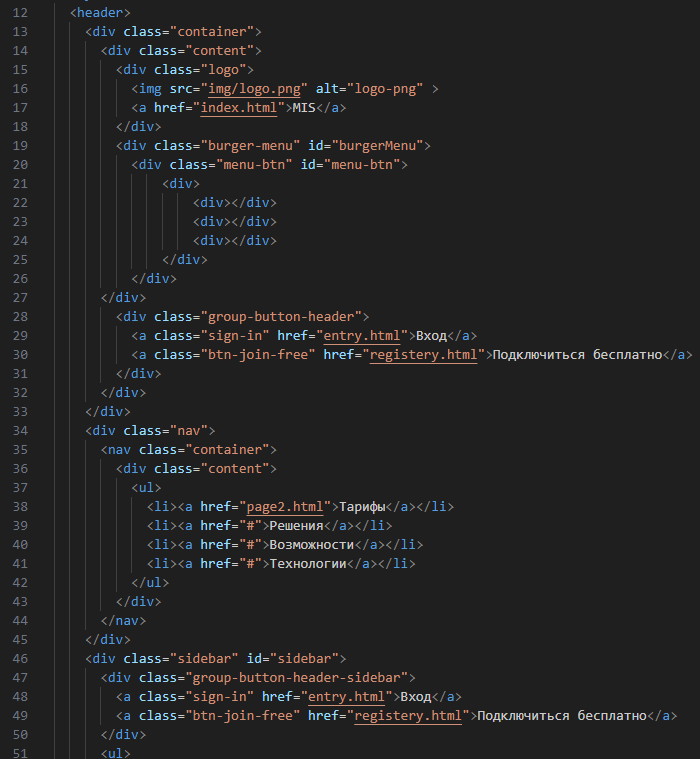 12 <header>
13 <div class="container">
14 <div class="content">
15 <div class="logo">
16 <img src="img/logo.png" alt="logo-png" >
17 <a href="index.html">MIS</a>
18 </div>
19 <div class="burger-menu" id="burgerMenu">
20 <div class="menu-btn" id="menu-btn">
21 <div>
22 <div></div>
23 <div></div>
24 <div></div>
25 </div>
26 </div>
27 </div>
28 <div class="group-button-header">
29 <a class="sign-in" href="entry.html">Вход</a>
30 <a class="btn-join-free" href="registery.html">Подключиться бесплатно</a>
31 </div>
32 </div>
33 </div>
34 <div class="nav">
35 <nav class="container">
36 <div class="content">
37 <ul>
38 <li><a href="page2.html">Тарифы</a></li>
39 <li><a href="#">Решения</a></li>
40 <li><a href="#">Возможности</a></li>
41 <li><a href="#">Технологии</a></li>
42 </ul>
43 </div>
44 </nav>
45 </div>
46 <div class="sidebar" id="sidebar">
47 <div class="group-button-header-sidebar">
48 <a class="sign-in" href="entry.html">Вход</a>
49 <a class="btn-join-free" href="registery.html">Подключиться бесплатно</a>
50 </div>
51 <ul>